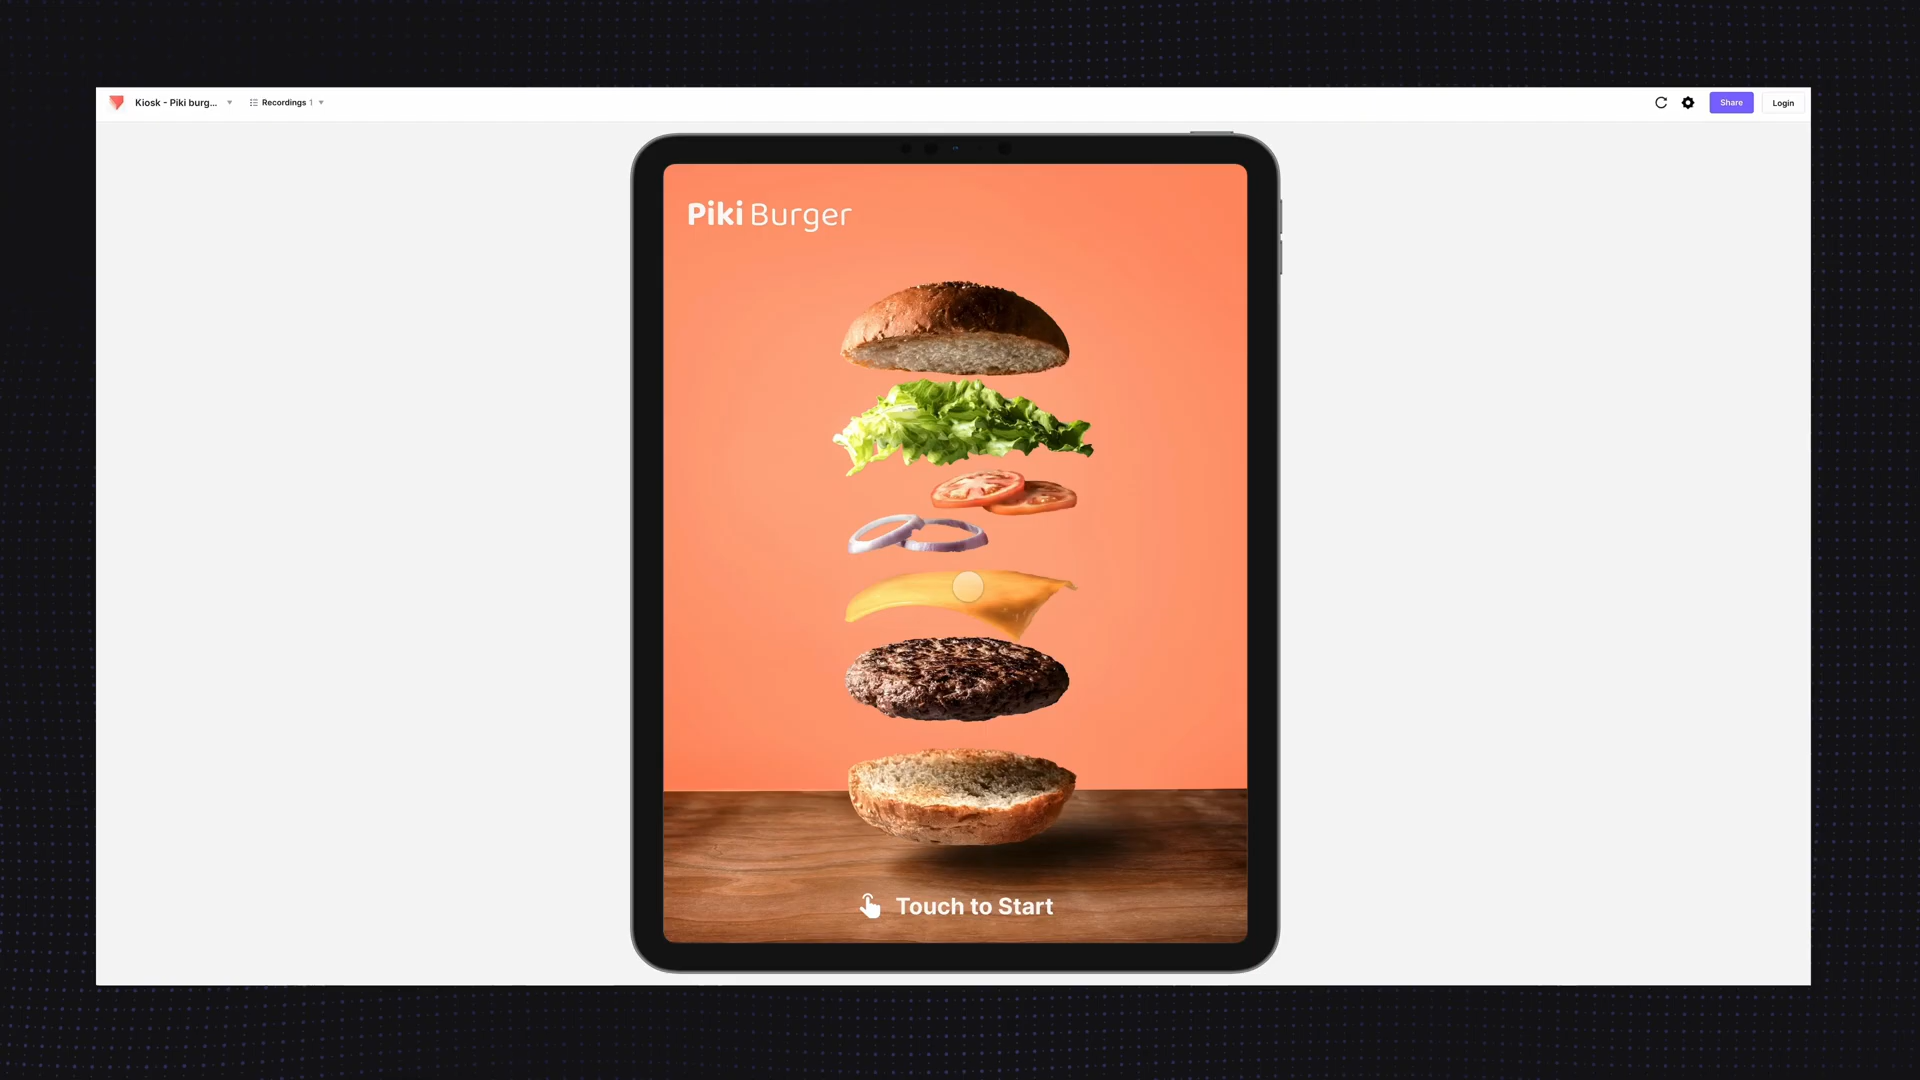 Kiosk - Piki burg...
Recordings 1
Share
Login
Piki Burger
Touch to Start